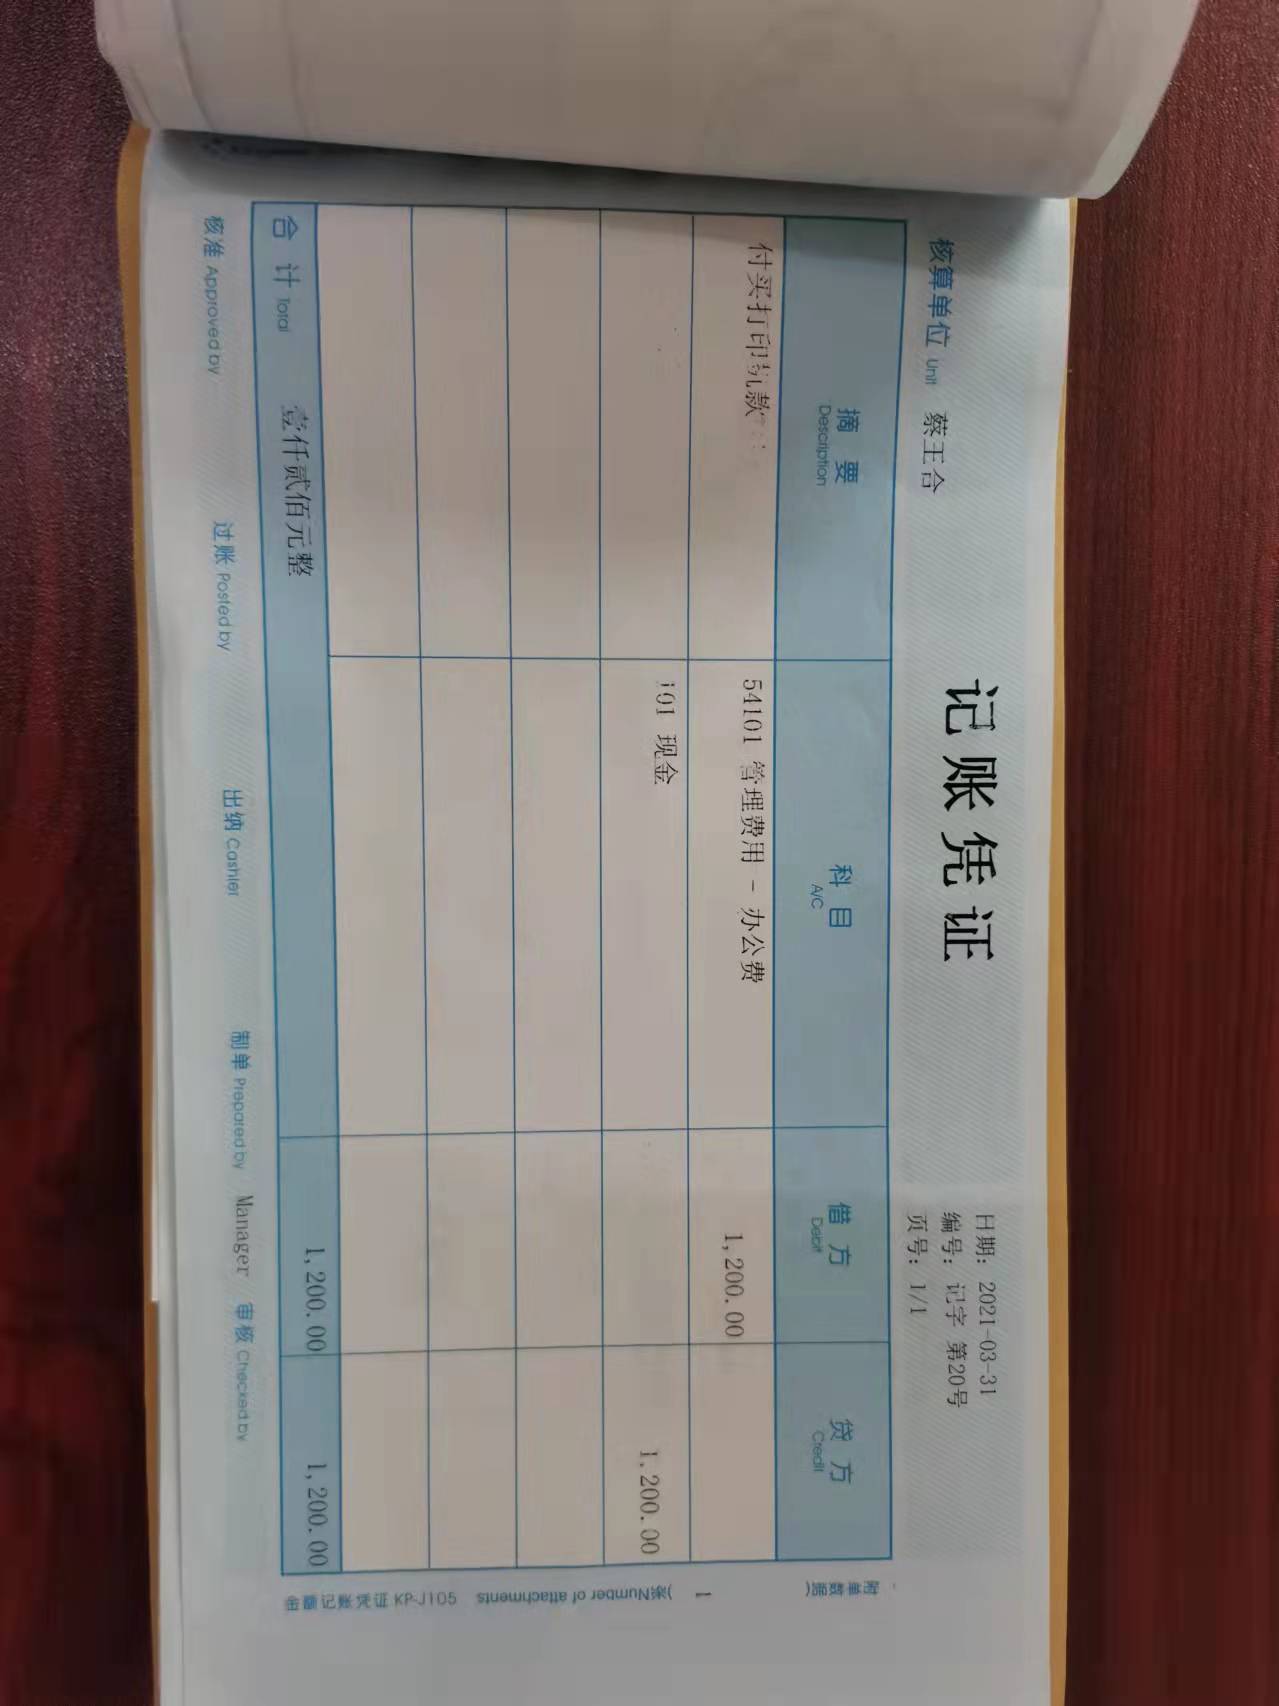 记账凭证
日期: 2021-03-31
编号: 记字 第20号
页号: 1/1
核算单位 Unit 蔡王合
摘要 Description 科目 A/C 借方 Debit 贷方 Credit
付买打印机款 54101 管理费用 - 办公费 1,200.00
101 现金 1,200.00
合计 Total 壹仟贰佰元整 1,200.00 1,200.00
核准 Approved by 过账 Posted by 出纳 Cashier 制单 Prepared by Manager 审核 Checked by
附单数据( 1 )张Number of attachments
金额记账凭证 KP-J105